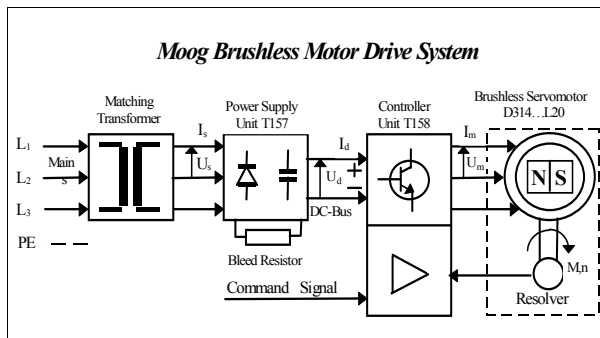 Moog Brushless Motor Drive System
Matching
Transformer
Power Supply
Unit T157
Controller
Unit T158
Brushless Servomotor
D314…L20
L1
L2
L3
PE
Main
s
Is
Us
Id
Ud
+
−
DC-Bus
Im
Um
N S
M,n
Resolver
Bleed Resistor
Command Signal